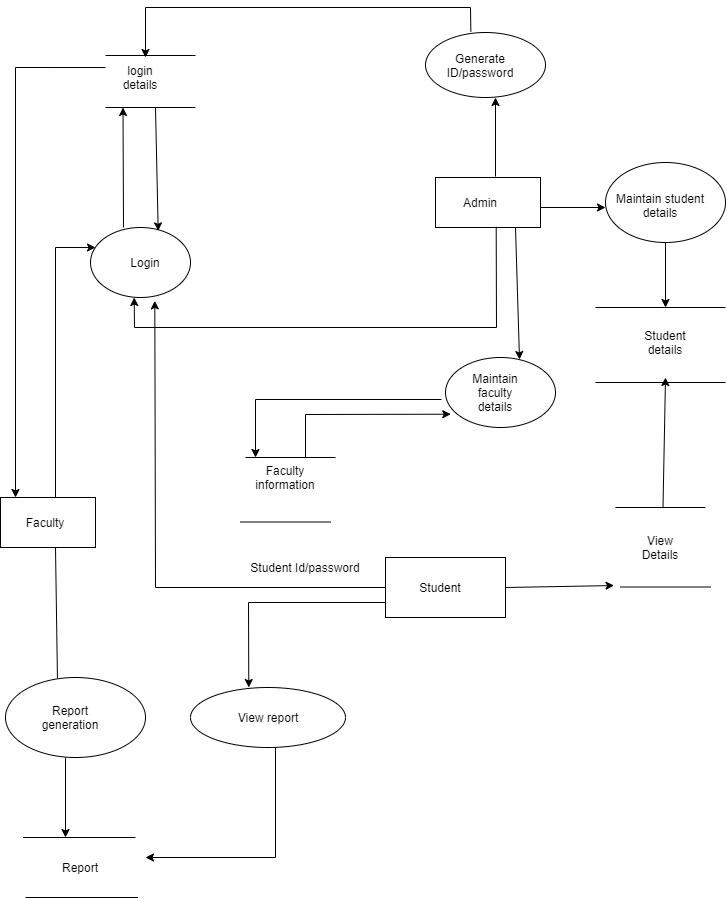 Generate
ID/password
login
details
Admin
Maintain student
details
Login
Student
details
Maintain
faculty
details
Faculty
information
Faculty
View
Details
Student Id/password
Student
Report
generation
View report
Report